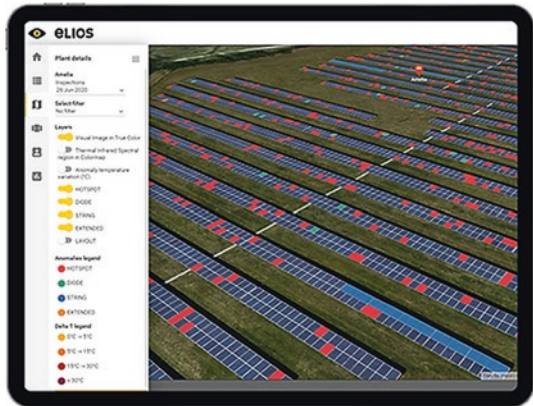 ELIOS
Plant details
Amelia
Inspections
26 Jun 2020
Select filter
No filter
Layers
Visual Image in True Color
Thermal Infrared Spectral
region in Colormap
Anomaly temperature
variation (°C)
HOTSPOT
DIODE
STRING
EXTENDED
LAYOUT
Anomalies legend
HOTSPOT
DIODE
STRING
EXTENDED
Delta T legend
0°C → 5°C
5°C → 15°C
15°C → 30°C
> 30°C
Amelia